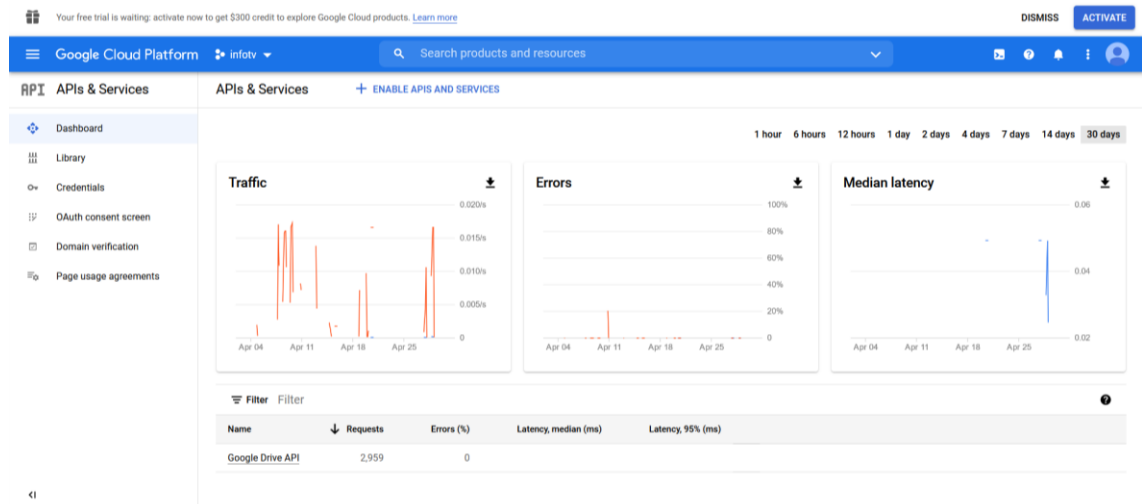 Your free trial is waiting: activate now to get $300 credit to explore Google Cloud products. Learn more
DISMISS
ACTIVATE
Google Cloud Platform
infotv
Search products and resources
API APIs & Services
APIs & Services
ENABLE APIS AND SERVICES
Dashboard
Library
Credentials
OAuth consent screen
Domain verification
Page usage agreements
1 hour 6 hours 12 hours 1 day 2 days 4 days 7 days 14 days 30 days
Traffic
0.020/s
0.015/s
0.010/s
0.005/s
0
Apr 04 Apr 11 Apr 18 Apr 25
Errors
100%
80%
60%
40%
20%
0
Apr 04 Apr 11 Apr 18 Apr 25
Median latency
0.06
0.04
0.02
Apr 04 Apr 11 Apr 18 Apr 25
Filter Filter
Name Requests Errors (%) Latency, median (ms) Latency, 95% (ms)
Google Drive API 2,959 0